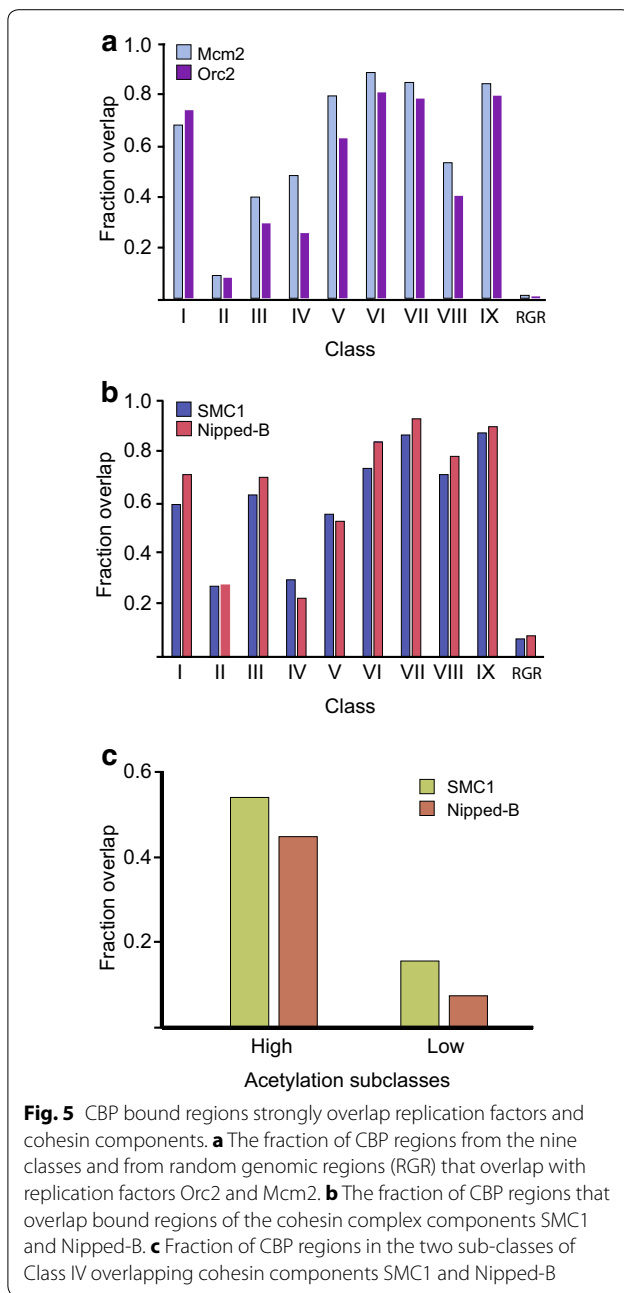 a
Mcm2
Orc2
1.0
0.8
0.6
0.4
0.2
Fraction overlap
I II III IV V VI VII VIII IX RGR
Class
b
SMC1
Nipped-B
1.0
0.8
0.6
0.4
0.2
Fraction overlap
I II III IV V VI VII VIII IX RGR
Class
c
SMC1
Nipped-B
0.6
0.4
0.2
Fraction overlap
High Low
Acetylation subclasses
Fig. 5 CBP bound regions strongly overlap replication factors and
cohesin components. a The fraction of CBP regions from the nine
classes and from random genomic regions (RGR) that overlap with
replication factors Orc2 and Mcm2. b The fraction of CBP regions that
overlap bound regions of the cohesin complex components SMC1
and Nipped-B. c Fraction of CBP regions in the two sub-classes of
Class IV overlapping cohesin components SMC1 and Nipped-B